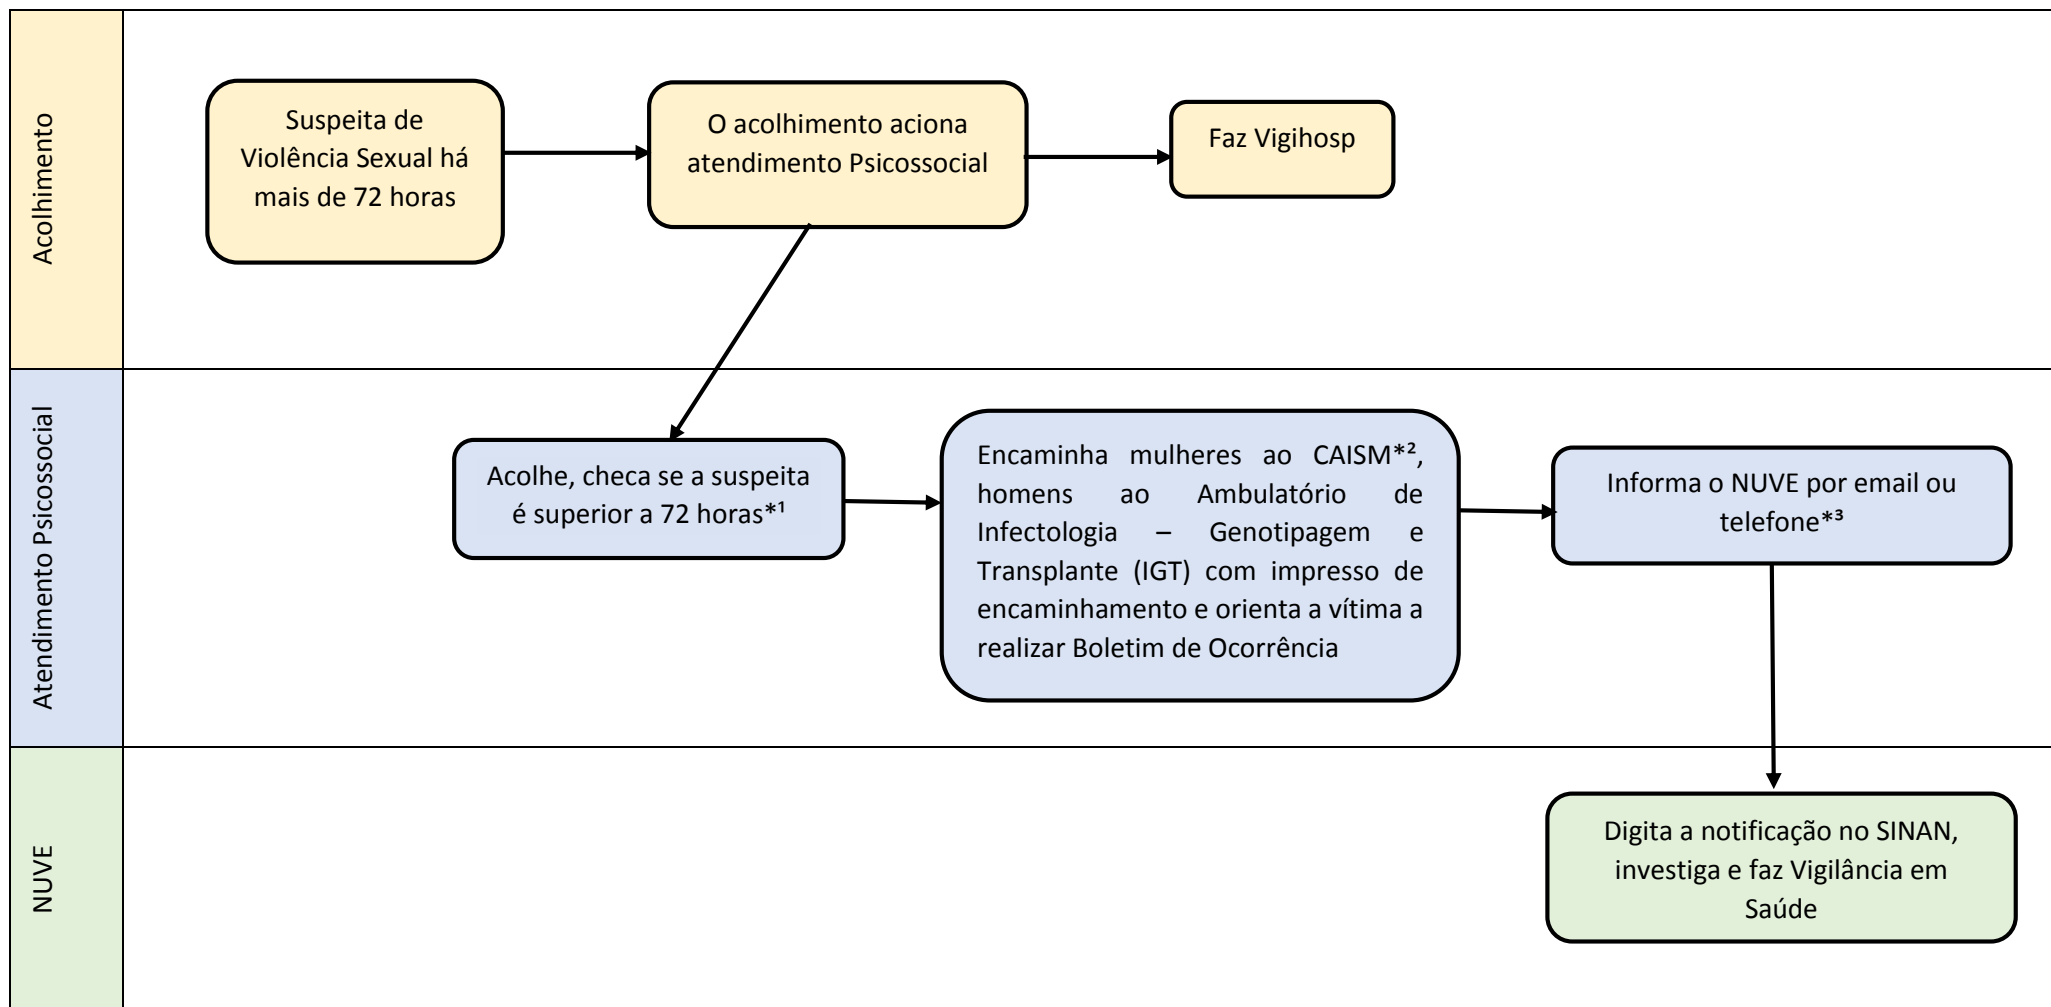 Acolhimento
Suspeita de
Violência Sexual há
mais de 72 horas
O acolhimento aciona
atendimento Psicossocial
Faz Vigihosp
Atendimento Psicossocial
Acolhe, checa se a suspeita
é superior a 72 horas*¹
Encaminha mulheres ao CAISM*²,
homens ao Ambulatório de
Infectologia – Genotipagem e
Transplante (IGT) com impresso de
encaminhamento e orienta a vítima a
realizar Boletim de Ocorrência
Informa o NUVE por email ou
telefone*³
NUVE
Digita a notificação no SINAN,
investiga e faz Vigilância em
Saúde